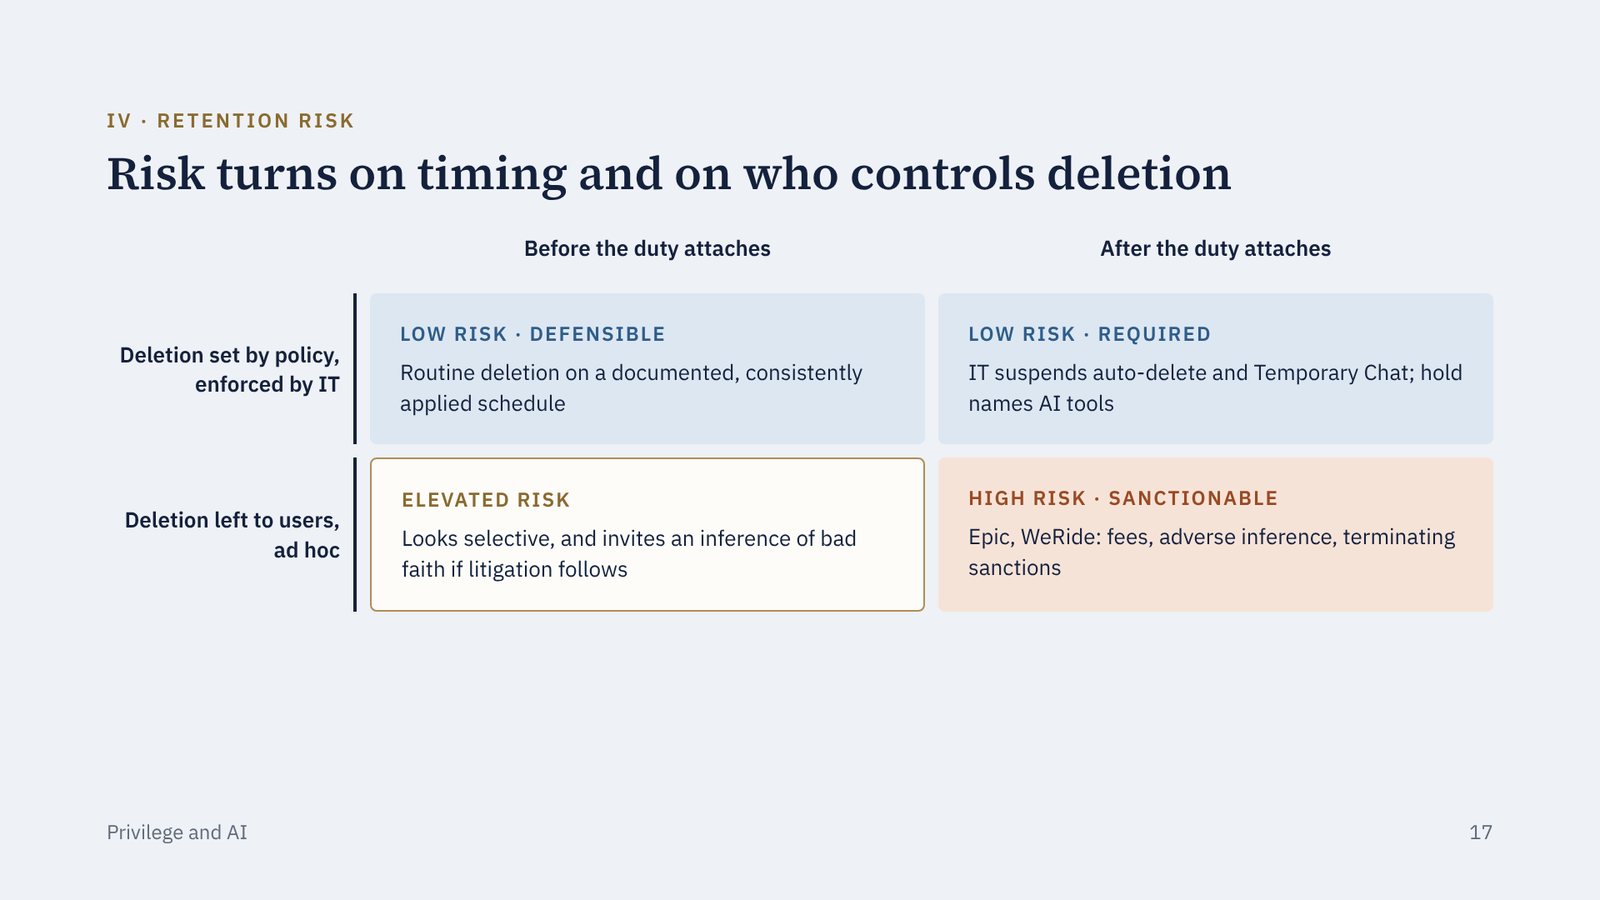 IV · RETENTION RISK
Risk turns on timing and on who controls deletion
Before the duty attaches
After the duty attaches
Deletion set by policy,
enforced by IT
LOW RISK · DEFENSIBLE
Routine deletion on a documented, consistently
applied schedule
LOW RISK · REQUIRED
IT suspends auto-delete and Temporary Chat; hold
names AI tools
Deletion left to users,
ad hoc
ELEVATED RISK
Looks selective, and invites an inference of bad
faith if litigation follows
HIGH RISK · SANCTIONABLE
Epic, WeRide: fees, adverse inference, terminating
sanctions
Privilege and AI
17